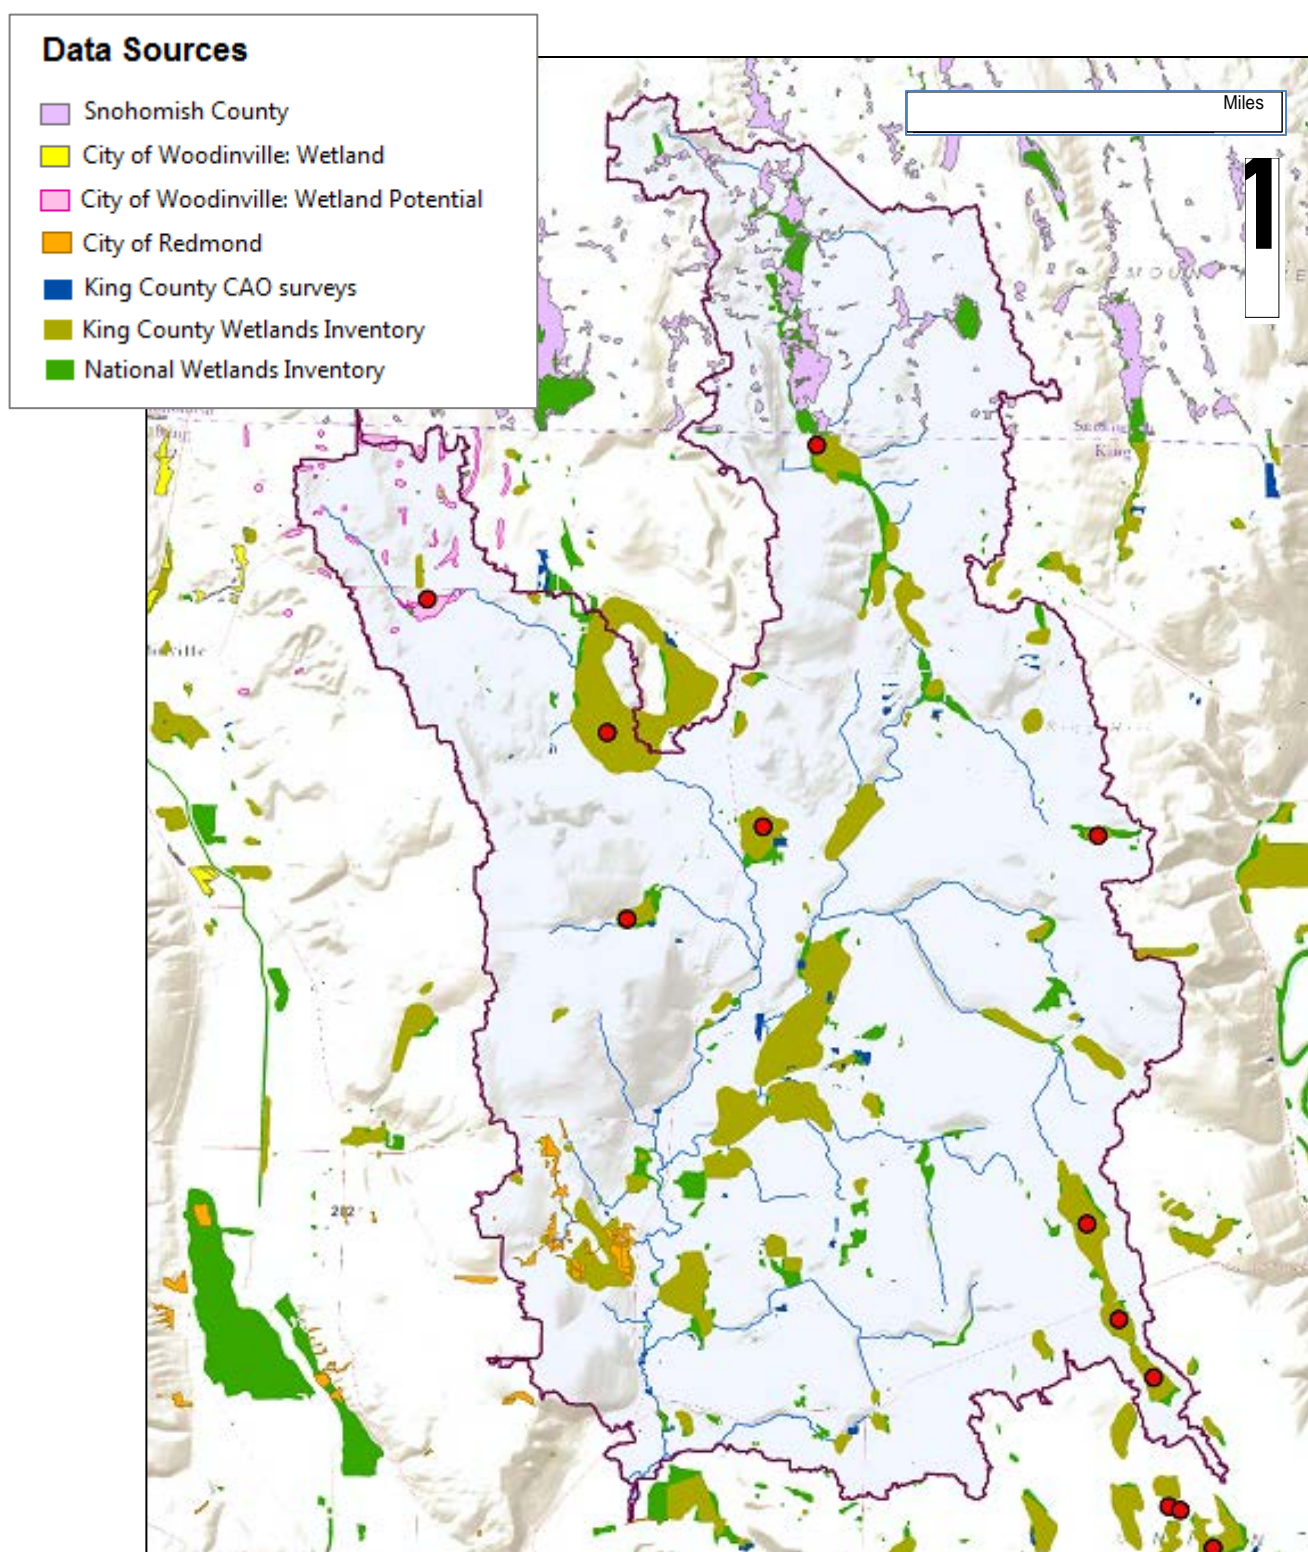 Data Sources
Snohomish County
City of Woodinville: Wetland
City of Woodinville: Wetland Potential
City of Redmond
King County CAO surveys
King County Wetlands Inventory
National Wetlands Inventory
Miles
1
King
202